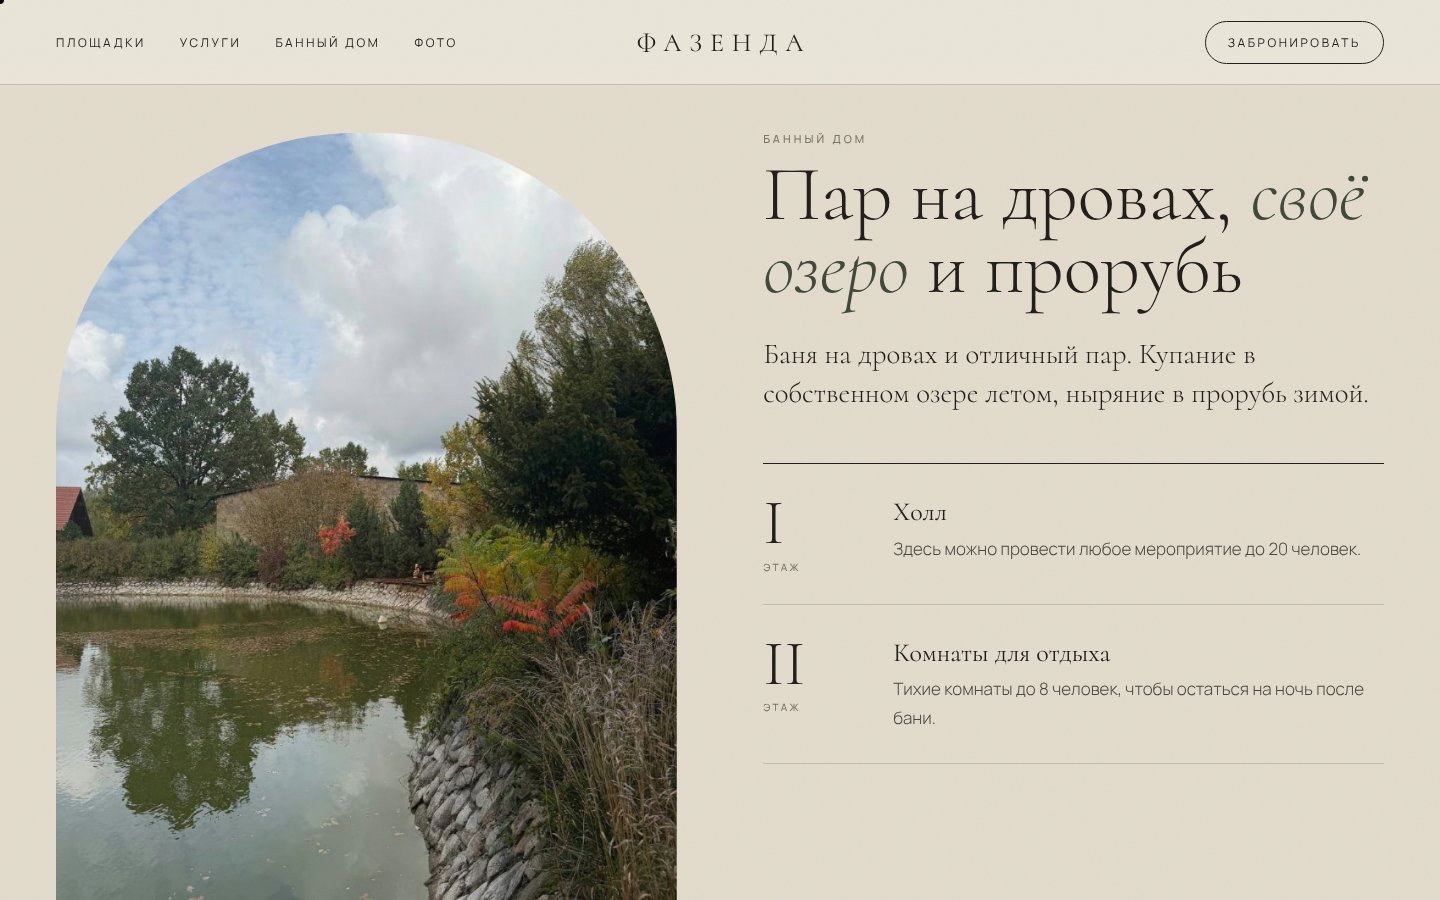 ПЛОЩАДКИ УСЛУГИ БАННЫЙ ДОМ ФОТО
ФАЗЕНДА
ЗАБРОНИРОВАТЬ
БАННЫЙ ДОМ
Пар на дровах, своё
озеро и прорубь
Баня на дровах и отличный пар. Купание в
собственном озере летом, ныряние в прорубь зимой.
I
ЭТАЖ
Холл
Здесь можно провести любое мероприятие до 20 человек.
II
ЭТАЖ
Комнаты для отдыха
Тихие комнаты до 8 человек, чтобы остаться на ночь после
бани.